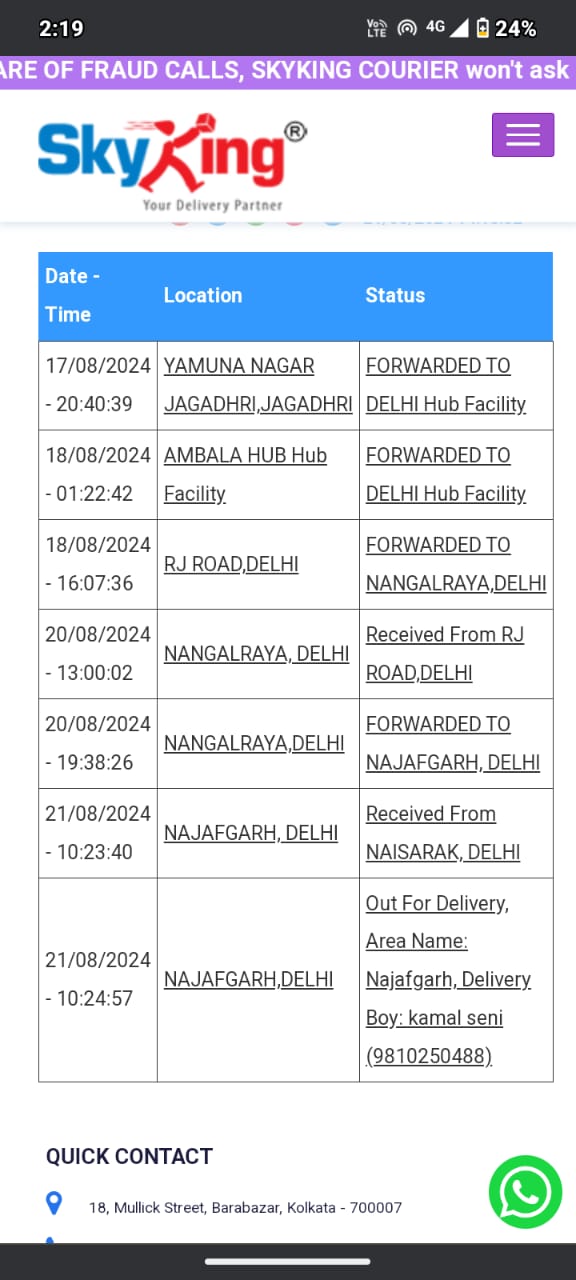 2:19
Vo)) LTE 4G 24%
ARE OF FRAUD CALLS, SKYKING COURIER won't ask
SkyKing ®
Your Delivery Partner
Date -
Time
Location
Status
17/08/2024
- 20:40:39
YAMUNA NAGAR
JAGADHRI,JAGADHRI
FORWARDED TO
DELHI Hub Facility
18/08/2024
- 01:22:42
AMBALA HUB Hub
Facility
FORWARDED TO
DELHI Hub Facility
18/08/2024
- 16:07:36
RJ ROAD,DELHI
FORWARDED TO
NANGALRAYA,DELHI
20/08/2024
- 13:00:02
NANGALRAYA, DELHI
Received From RJ
ROAD,DELHI
20/08/2024
- 19:38:26
NANGALRAYA,DELHI
FORWARDED TO
NAJAFGARH, DELHI
21/08/2024
- 10:23:40
NAJAFGARH, DELHI
Received From
NAISARAK, DELHI
21/08/2024
- 10:24:57
NAJAFGARH,DELHI
Out For Delivery,
Area Name:
Najafgarh, Delivery
Boy: kamal seni
(9810250488)
QUICK CONTACT
18, Mullick Street, Barabazar, Kolkata - 700007